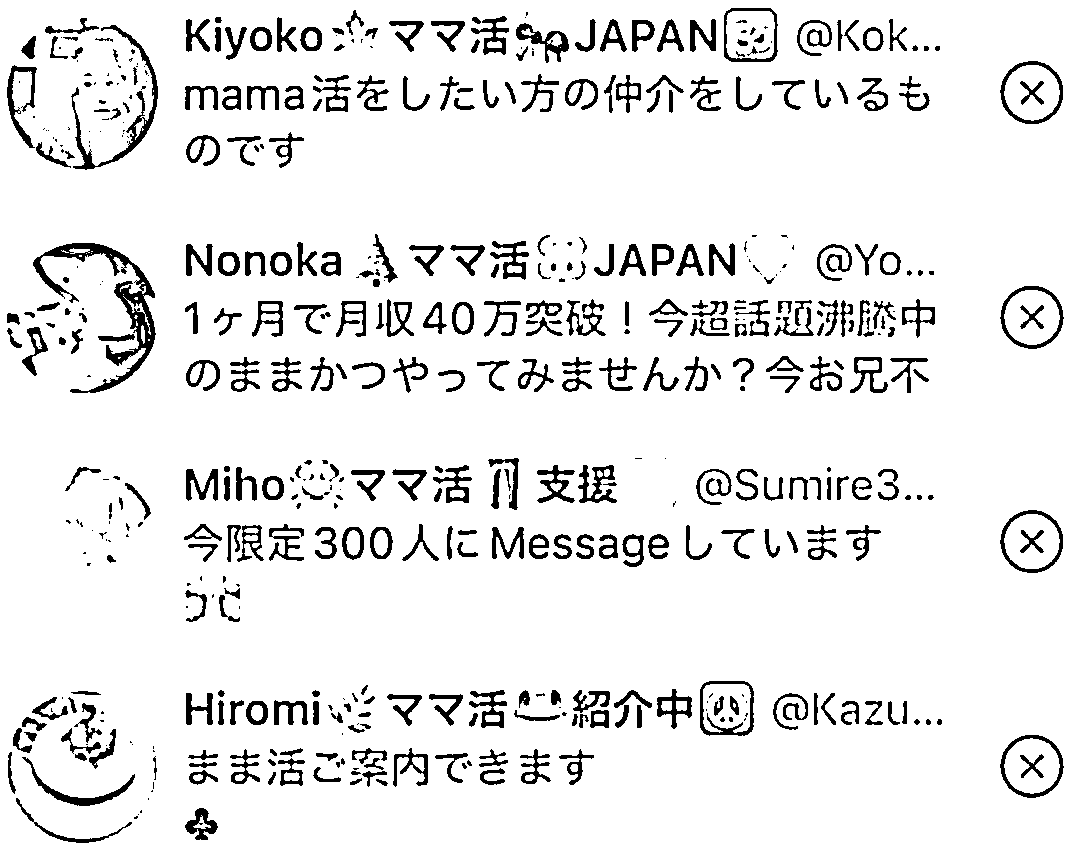 Kiyoko ママ活 JAPAN @Kok...
mama活をしたい方の仲介をしているも
のです
Nonoka ママ活 JAPAN @Yo...
1ヶ月で月収40万突破！今超話題沸騰中
のままかつやってみませんか？今お兄不
Miho ママ活 支援 @Sumire3...
今限定300人にMessageしています
Hiromi ママ活 紹介中 @Kazu...
まま活ご案内できます